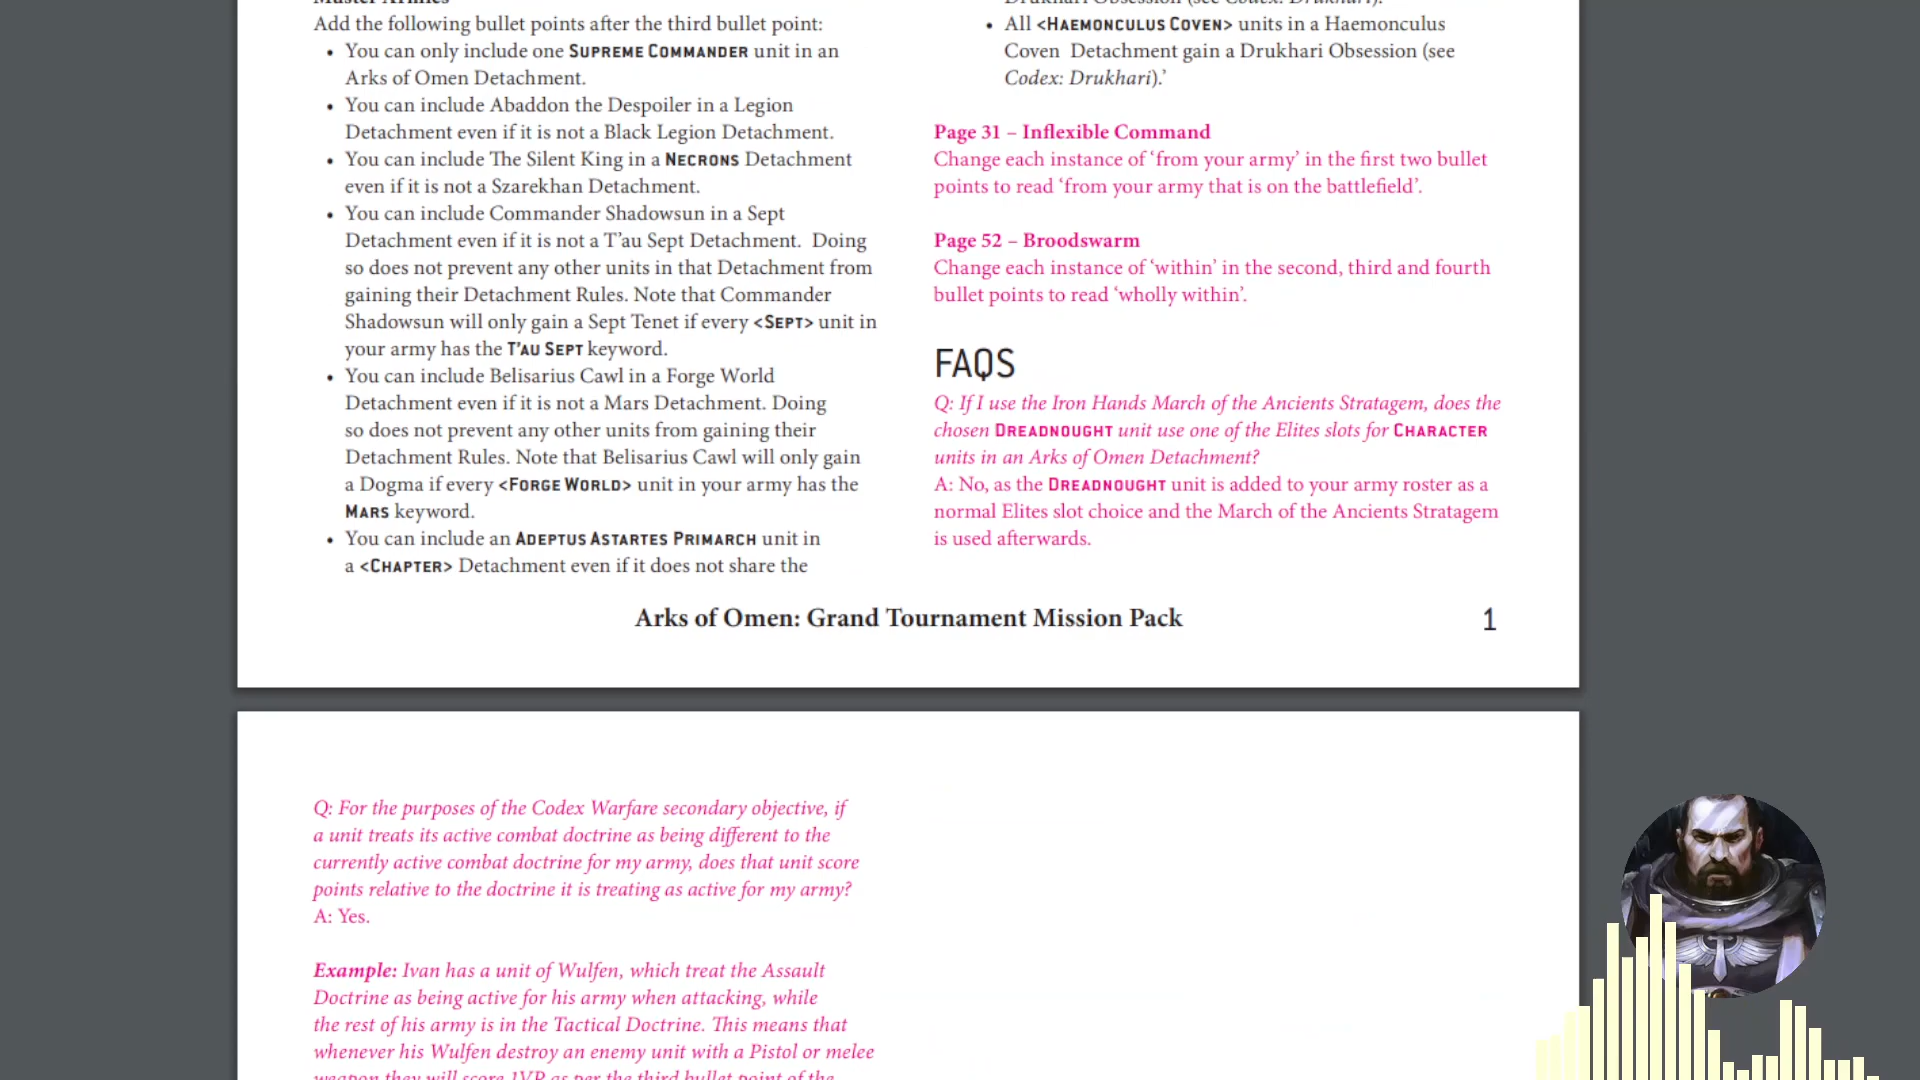 Master Armies
Add the following bullet points after the third bullet point:
• You can only include one SUPREME COMMANDER unit in an
Arks of Omen Detachment.
• You can include Abaddon the Despoiler in a Legion
Detachment even if it is not a Black Legion Detachment.
• You can include The Silent King in a NECRONS Detachment
even if it is not a Szarekhan Detachment.
• You can include Commander Shadowsun in a Sept
Detachment even if it is not a T’au Sept Detachment. Doing
so does not prevent any other units in that Detachment from
gaining their Detachment Rules. Note that Commander
Shadowsun will only gain a Sept Tenet if every <SEPT> unit in
your army has the T’AU SEPT keyword.
• You can include Belisarius Cawl in a Forge World
Detachment even if it is not a Mars Detachment. Doing
so does not prevent any other units from gaining their
Detachment Rules. Note that Belisarius Cawl will only gain
a Dogma if every <FORGE WORLD> unit in your army has the
MARS keyword.
• You can include an ADEPTUS ASTARTES PRIMARCH unit in
a <CHAPTER> Detachment even if it does not share the
Drukhari Obsession (see Codex: Drukhari).
• All <HAEMONCULUS COVEN> units in a Haemonculus
Coven Detachment gain a Drukhari Obsession (see
Codex: Drukhari).’
Page 31 – Inflexible Command
Change each instance of ‘from your army’ in the first two bullet
points to read ‘from your army that is on the battlefield’.
Page 52 – Broodswarm
Change each instance of ‘within’ in the second, third and fourth
bullet points to read ‘wholly within’.
FAQS
Q: If I use the Iron Hands March of the Ancients Stratagem, does the
chosen DREADNOUGHT unit use one of the Elites slots for CHARACTER
units in an Arks of Omen Detachment?
A: No, as the DREADNOUGHT unit is added to your army roster as a
normal Elites slot choice and the March of the Ancients Stratagem
is used afterwards.
Arks of Omen: Grand Tournament Mission Pack
1
Q: For the purposes of the Codex Warfare secondary objective, if
a unit treats its active combat doctrine as being different to the
currently active combat doctrine for my army, does that unit score
points relative to the doctrine it is treating as active for my army?
A: Yes.
Example: Ivan has a unit of Wulfen, which treat the Assault
Doctrine as being active for his army when attacking, while
the rest of his army is in the Tactical Doctrine. This means that
whenever his Wulfen destroy an enemy unit with a Pistol or melee
weapon they will score 1VP as per the third bullet point of the